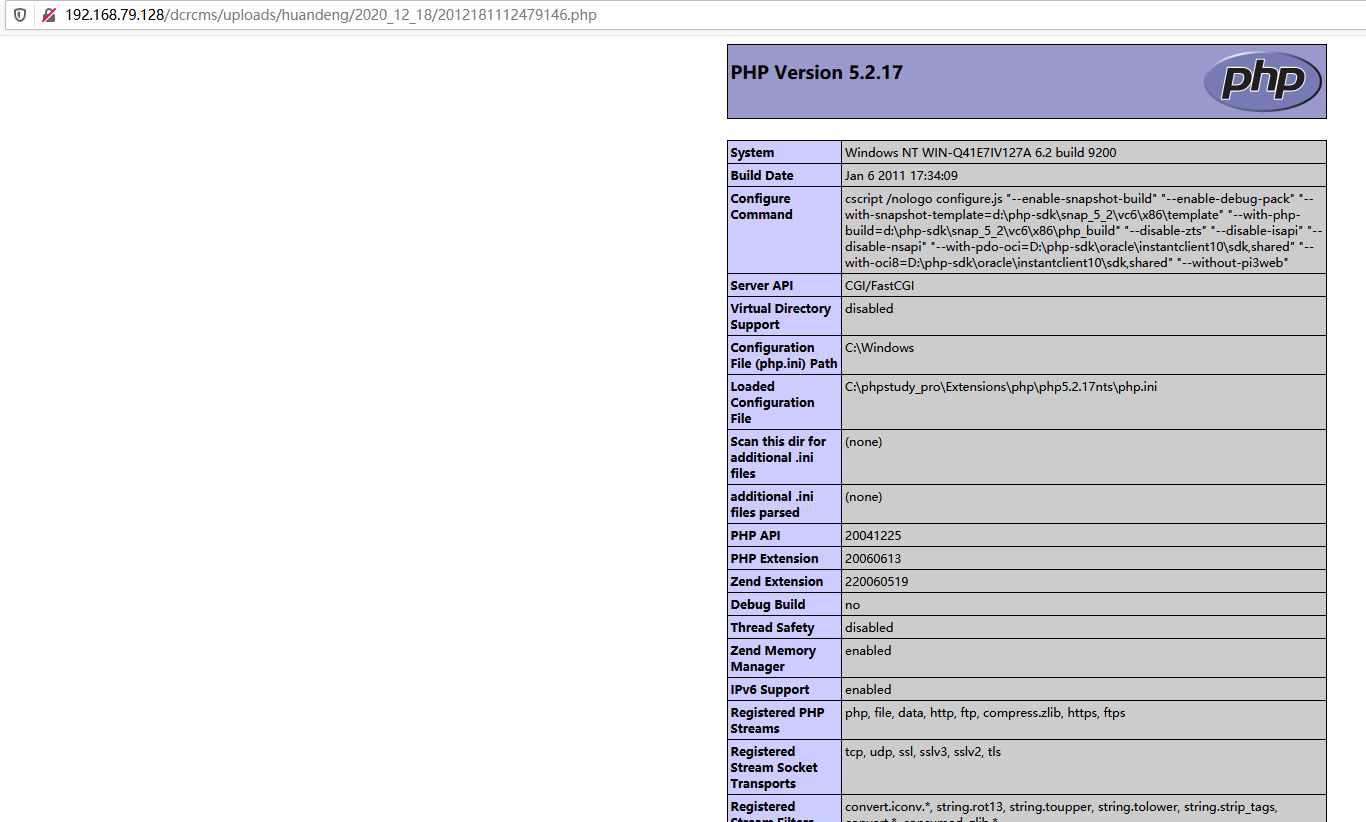 192.168.79.128/dcrcms/uploads/huandeng/2020_12_18/2012181112479146.php
PHP Version 5.2.17
php
System
Windows NT WIN-Q41E7IV127A 6.2 build 9200
Build Date
Jan 6 2011 17:34:09
Configure
Command
cscript /nologo configure.js "--enable-snapshot-build" "--enable-debug-pack" "--
with-snapshot-template=d:\php-sdk\snap_5_2\vc6\x86\template" "--with-php-
build=d:\php-sdk\snap_5_2\vc6\x86\php_build" "--disable-zts" "--disable-isapi" "--
disable-nsapi" "--with-pdo-oci=D:\php-sdk\oracle\instantclient10\sdk,shared" "--
with-oci8=D:\php-sdk\oracle\instantclient10\sdk,shared" "--without-pi3web"
Server API
CGI/FastCGI
Virtual Directory
Support
disabled
Configuration
File (php.ini) Path
C:\Windows
Loaded
Configuration
File
C:\phpstudy_pro\Extensions\php\php5.2.17nts\php.ini
Scan this dir for
additional .ini
files
(none)
additional .ini
files parsed
(none)
PHP API
20041225
PHP Extension
20060613
Zend Extension
220060519
Debug Build
no
Thread Safety
disabled
Zend Memory
Manager
enabled
IPv6 Support
enabled
Registered PHP
Streams
php, file, data, http, ftp, compress.zlib, https, ftps
Registered
Stream Socket
Transports
tcp, udp, ssl, sslv3, sslv2, tls
Registered
Stream Filters
convert.iconv.*, string.rot13, string.toupper, string.tolower, string.strip_tags,
convert.*, consumed, zlib.*